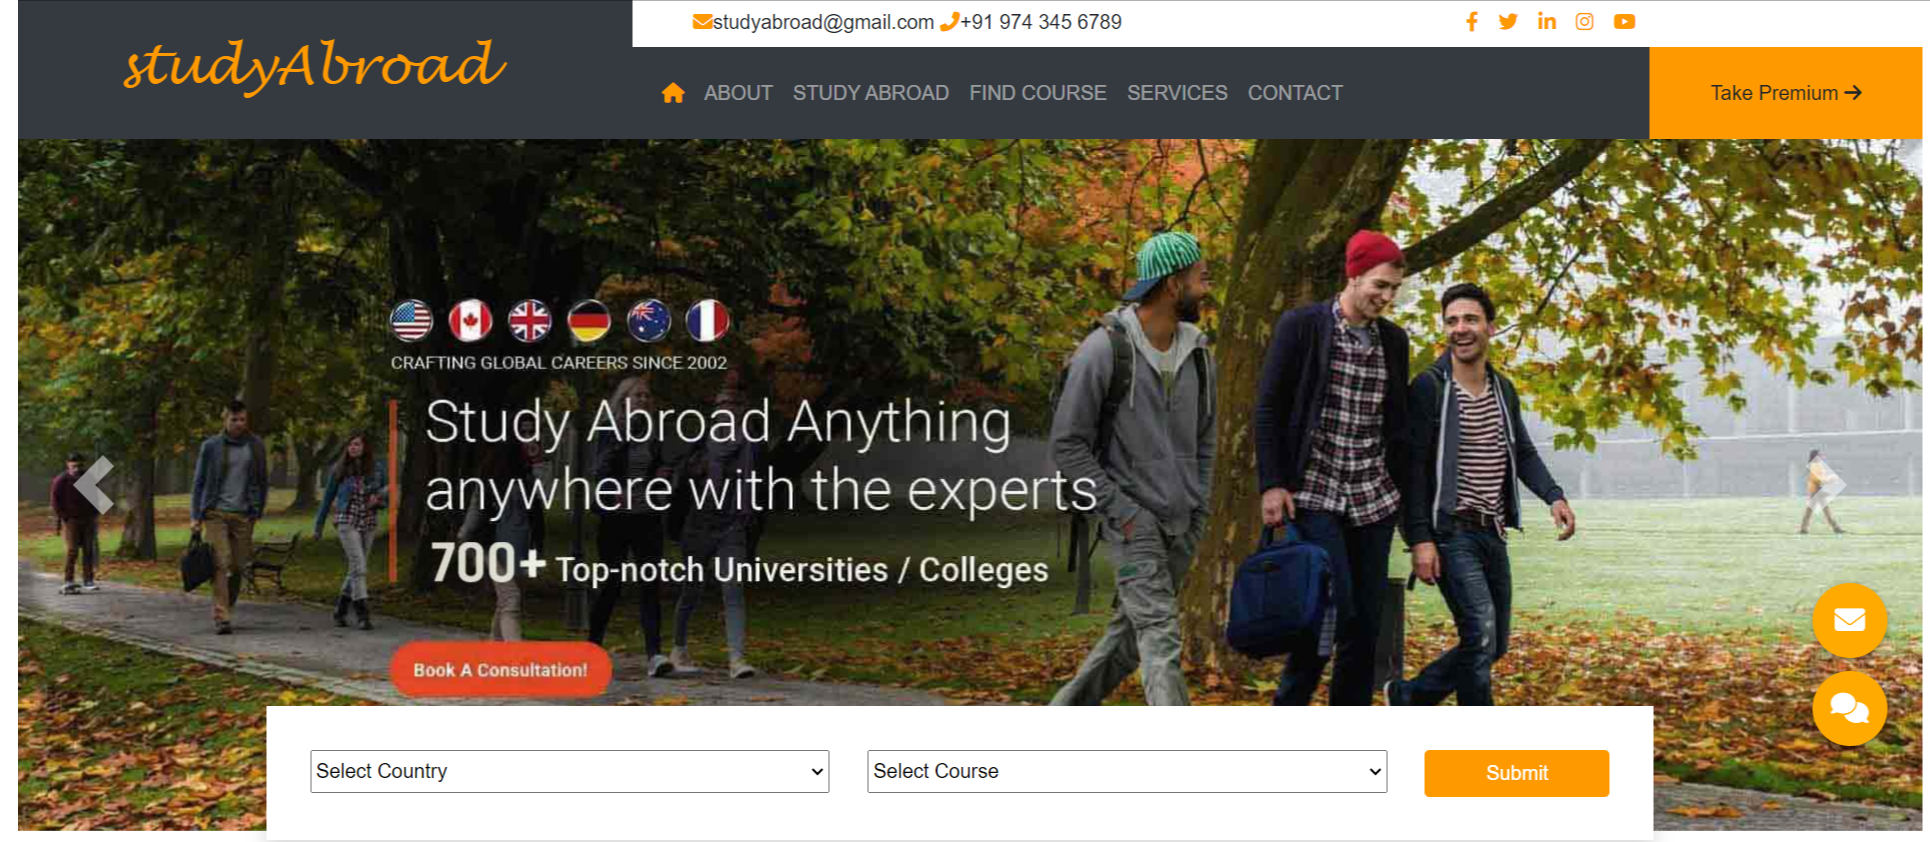 studyAbroad
studyabroad@gmail.com +91 974 345 6789
ABOUT STUDY ABROAD FIND COURSE SERVICES CONTACT
Take Premium →
CRAFTING GLOBAL CAREERS SINCE 2002
Study Abroad Anything
anywhere with the experts
700+ Top-notch Universities / Colleges
Book A Consultation!
Select Country
Select Course
Submit